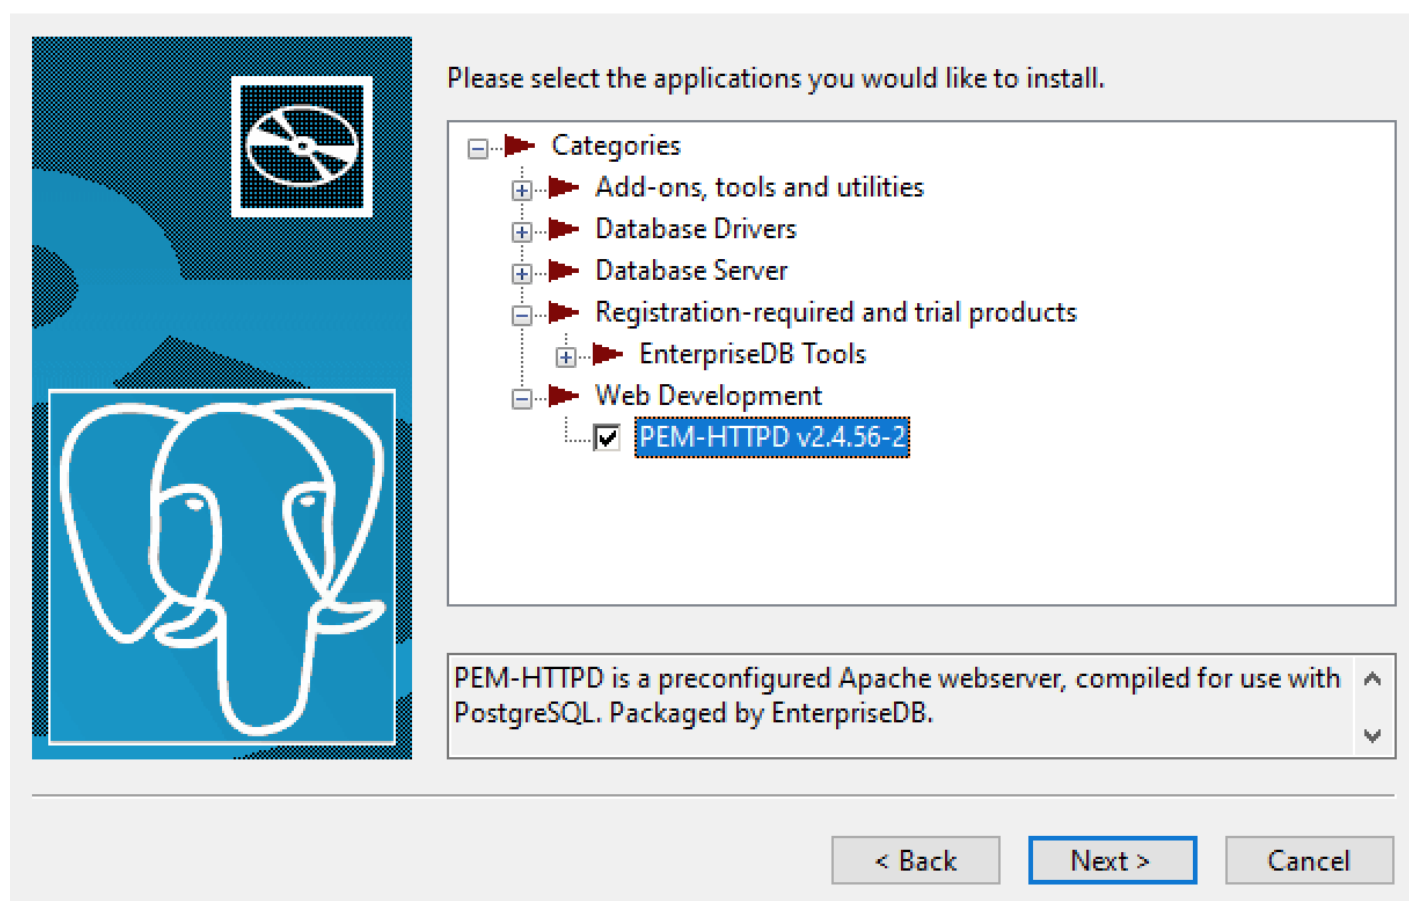 Please select the applications you would like to install.
Categories
Add-ons, tools and utilities
Database Drivers
Database Server
Registration-required and trial products
EnterpriseDB Tools
Web Development
PEM-HTTPD v2.4.56-2
PEM-HTTPD is a preconfigured Apache webserver, compiled for use with
PostgreSQL. Packaged by EnterpriseDB.
< Back
Next >
Cancel